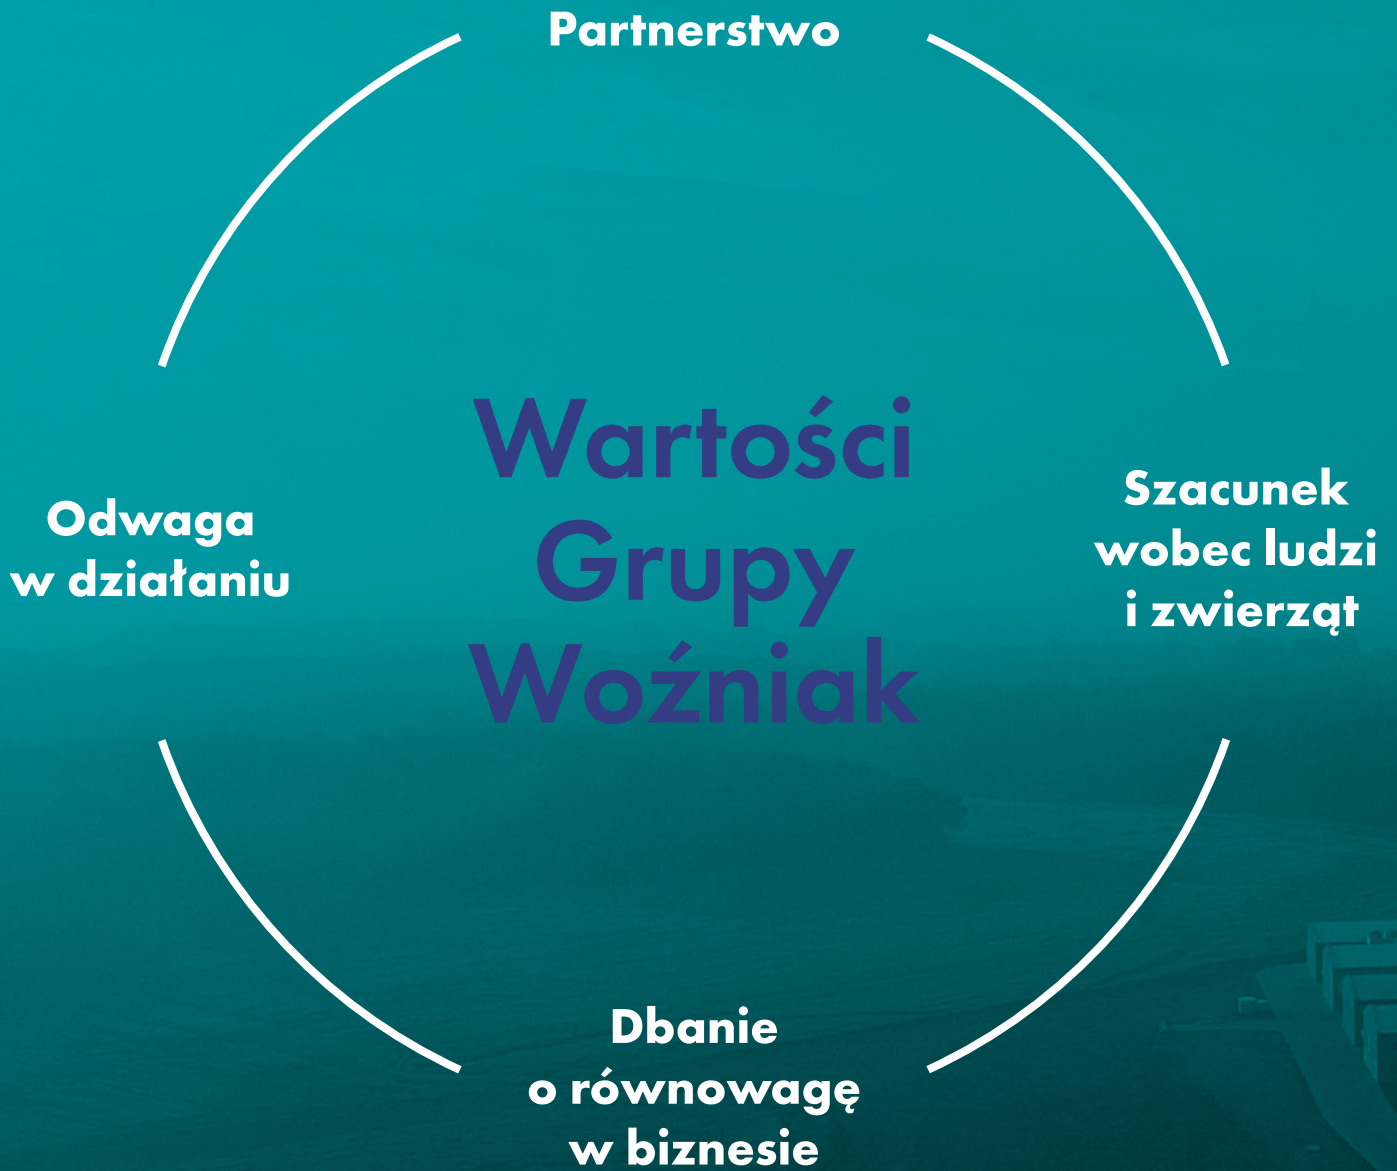 Partnerstwo
Wartości
Grupy
Woźniak
Szacunek
wobec ludzi
i zwierząt
Dbanie
o równowagę
w biznesie
Odwaga
w działaniu